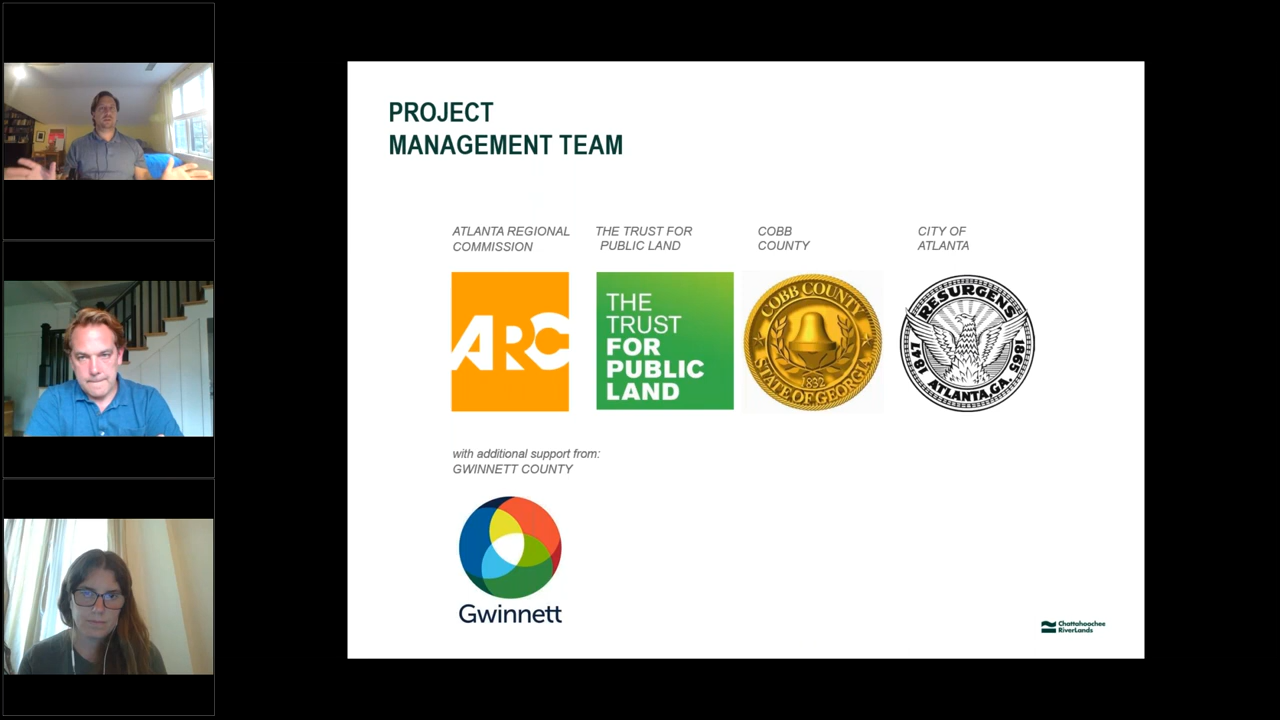 PROJECT
MANAGEMENT TEAM
ATLANTA REGIONAL
COMMISSION
THE TRUST FOR
PUBLIC LAND
COBB
COUNTY
CITY OF
ATLANTA
ARC
THE
TRUST
FOR
PUBLIC
LAND
COBB COUNTY
1832
STATE OF GEORGIA
RESURGENS
1847
1865
ATLANTA, GA.
with additional support from:
GWINNETT COUNTY
Gwinnett
Chattahoochee
RiverLands